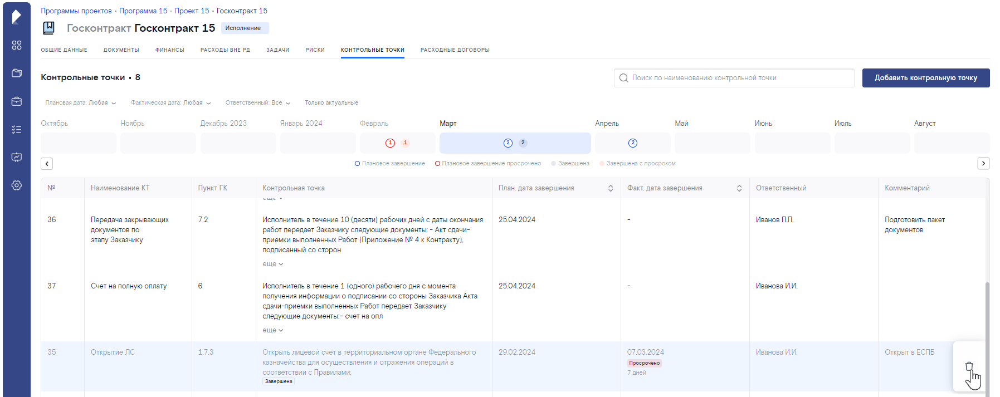 Программы проектов - Программа 15 · Проект 15 - Госконтракт 15
Госконтракт Госконтракт 15 Исполнение
ОБЩИЕ ДАННЫЕ ДОКУМЕНТЫ ФИНАНСЫ РАСХОДЫ ВНЕ РД ЗАДАЧИ РИСКИ КОНТРОЛЬНЫЕ ТОЧКИ РАСХОДНЫЕ ДОГОВОРЫ
Контрольные точки • 8
Поиск по наименованию контрольной точки
Добавить контрольную точку
Плановая дата: Любая Фактическая дата: Любая Ответственный: Все Только актуальные
Октябрь Ноябрь Декабрь 2023 Январь 2024 Февраль Март Апрель Май Июнь Июль Август
1 1 2 2 2
Плановое завершение Плановое завершение просрочено Завершена Завершена с просроком
№ Наименование КТ Пункт ГК Контрольная точка План. дата завершения Факт. дата завершения Ответственный Комментарий
еще
36
Передача закрывающих
документов по
этапу Заказчику
7.2
Исполнитель в течение 10 (десяти) рабочих дней с даты окончания
работ передает Заказчику следующие документы: - Акт сдачи-
приемки выполненных Работ (Приложение № 4 к Контракту),
подписанный со сторон
еще
25.04.2024
-
Иванов П.П.
Подготовить пакет
документов
37
Счет на полную оплату
6
Исполнитель в течение 1 (одного) рабочего дня с момента
получения информации о подписании со стороны Заказчика Акта
сдачи-приемки выполненных Работ передает Заказчику
следующие документы:- счет на опл
еще
25.04.2024
-
Иванова И.И.
35
Открытие ЛС
1.7.3
Открыть лицевой счет в территориальном органе Федерального
казначейства для осуществления и отражения операций в
соответствии с Правилами;
Завершена
29.02.2024
07.03.2024
Просрочено
7 дней
Иванова И.И.
Открыт в ЕСПБ